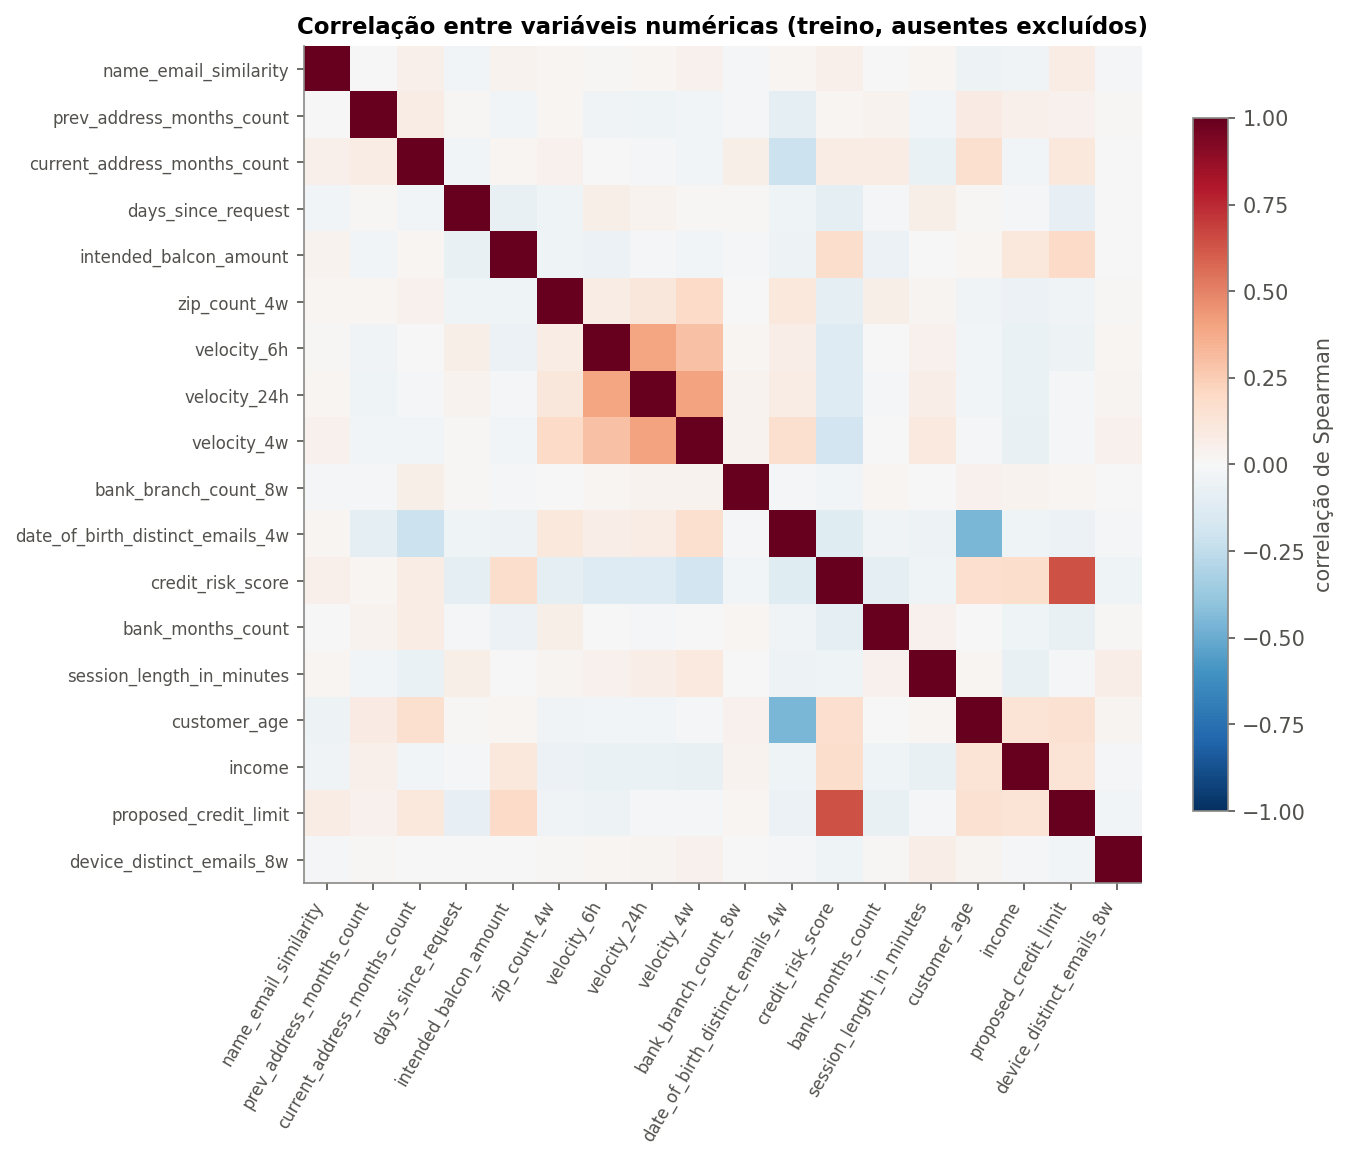 Correlação entre variáveis numéricas (treino, ausentes excluídos)
name_email_similarity
prev_address_months_count
current_address_months_count
days_since_request
intended_balcon_amount
zip_count_4w
velocity_6h
velocity_24h
velocity_4w
bank_branch_count_8w
date_of_birth_distinct_emails_4w
credit_risk_score
bank_months_count
session_length_in_minutes
customer_age
income
proposed_credit_limit
device_distinct_emails_8w
name_email_similarity
prev_address_months_count
current_address_months_count
days_since_request
intended_balcon_amount
zip_count_4w
velocity_6h
velocity_24h
velocity_4w
bank_branch_count_8w
date_of_birth_distinct_emails_4w
credit_risk_score
bank_months_count
session_length_in_minutes
customer_age
income
proposed_credit_limit
device_distinct_emails_8w
1.00
0.75
0.50
0.25
0.00
−0.25
−0.50
−0.75
−1.00
correlação de Spearman